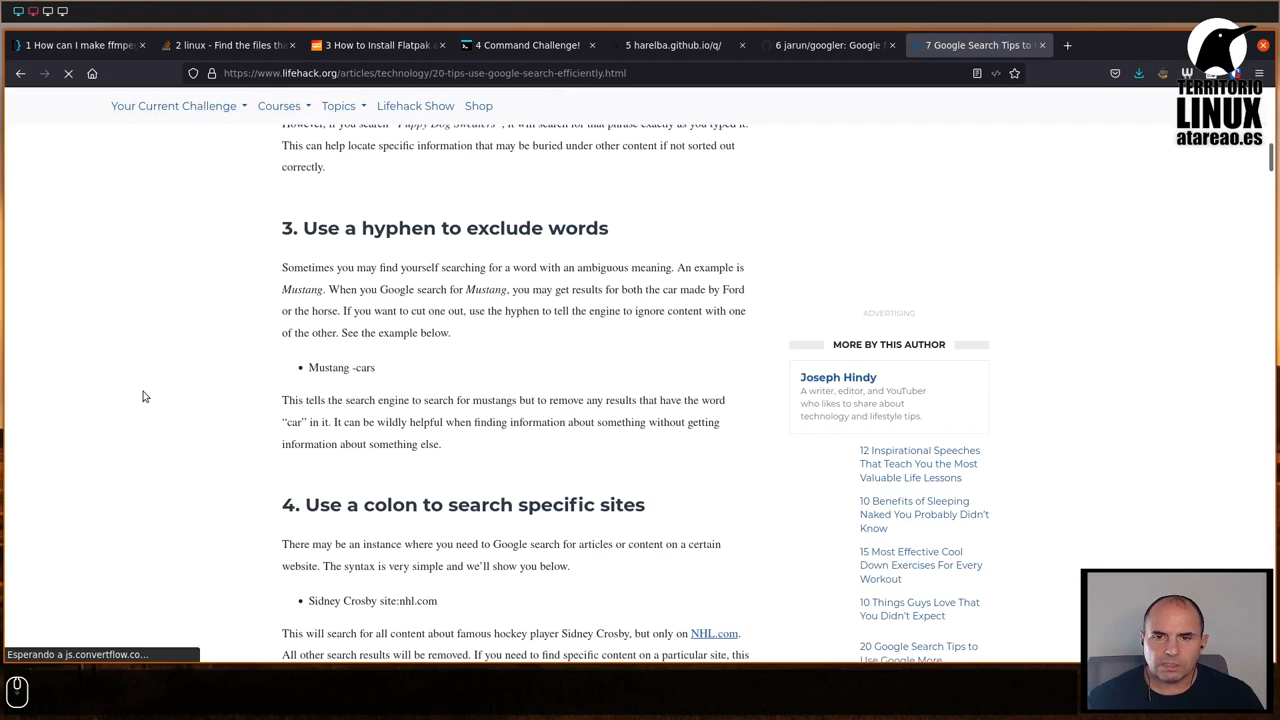 1 How can I make ffmpe
2 linux - Find the files tha
3 How to Install Flatpak
4 Command Challenge!
5 harelba.github.io/q/
6 jarun/googler: Google f
7 Google Search Tips to
https://www.lifehack.org/articles/technology/20-tips-use-google-search-efficiently.html
TERRITORIO
LINUX
atareao.es
Your Current Challenge
Courses
Topics
Lifehack Show
Shop
However, if you search "Puppy Dog Sweaters", it will search for that phrase exactly as you typed it.
This can help locate specific information that may be buried under other content if not sorted out
correctly.
3. Use a hyphen to exclude words
Sometimes you may find yourself searching for a word with an ambiguous meaning. An example is
Mustang. When you Google search for Mustang, you may get results for both the car made by Ford
or the horse. If you want to cut one out, use the hyphen to tell the engine to ignore content with one
of the other. See the example below.
• Mustang -cars
This tells the search engine to search for mustangs but to remove any results that have the word
“car” in it. It can be wildly helpful when finding information about something without getting
information about something else.
4. Use a colon to search specific sites
There may be an instance where you need to Google search for articles or content on a certain
website. The syntax is very simple and we’ll show you below.
• Sidney Crosby site:nhl.com
This will search for all content about famous hockey player Sidney Crosby, but only on NHL.com.
All other search results will be removed. If you need to find specific content on a particular site, this
ADVERTISING
MORE BY THIS AUTHOR
Joseph Hindy
A writer, editor, and YouTuber
who likes to share about
technology and lifestyle tips.
12 Inspirational Speeches
That Teach You the Most
Valuable Life Lessons
10 Benefits of Sleeping
Naked You Probably Didn’t
Know
15 Most Effective Cool
Down Exercises For Every
Workout
10 Things Guys Love That
You Didn’t Expect
20 Google Search Tips to
Use Google More
Esperando a js.convertflow.co...